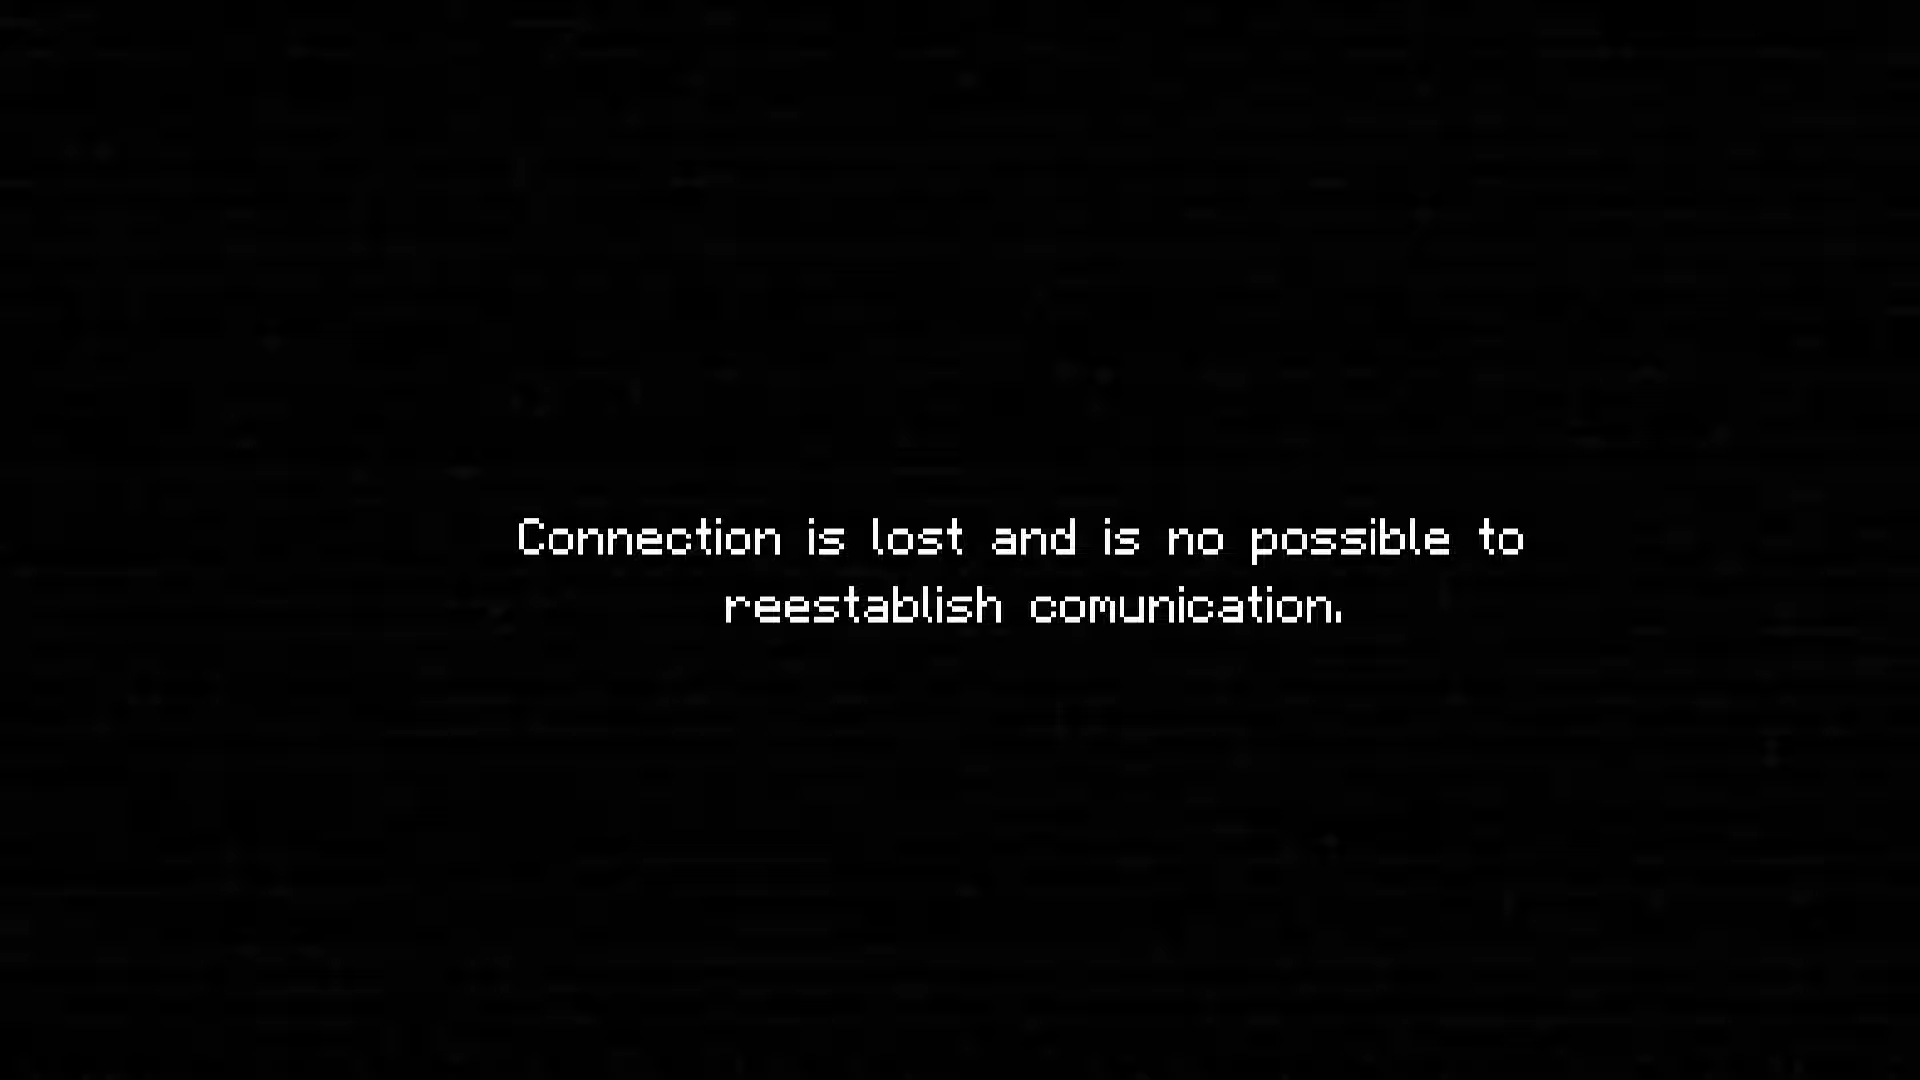 Connection is lost and is no possible to
reestablish comunication.